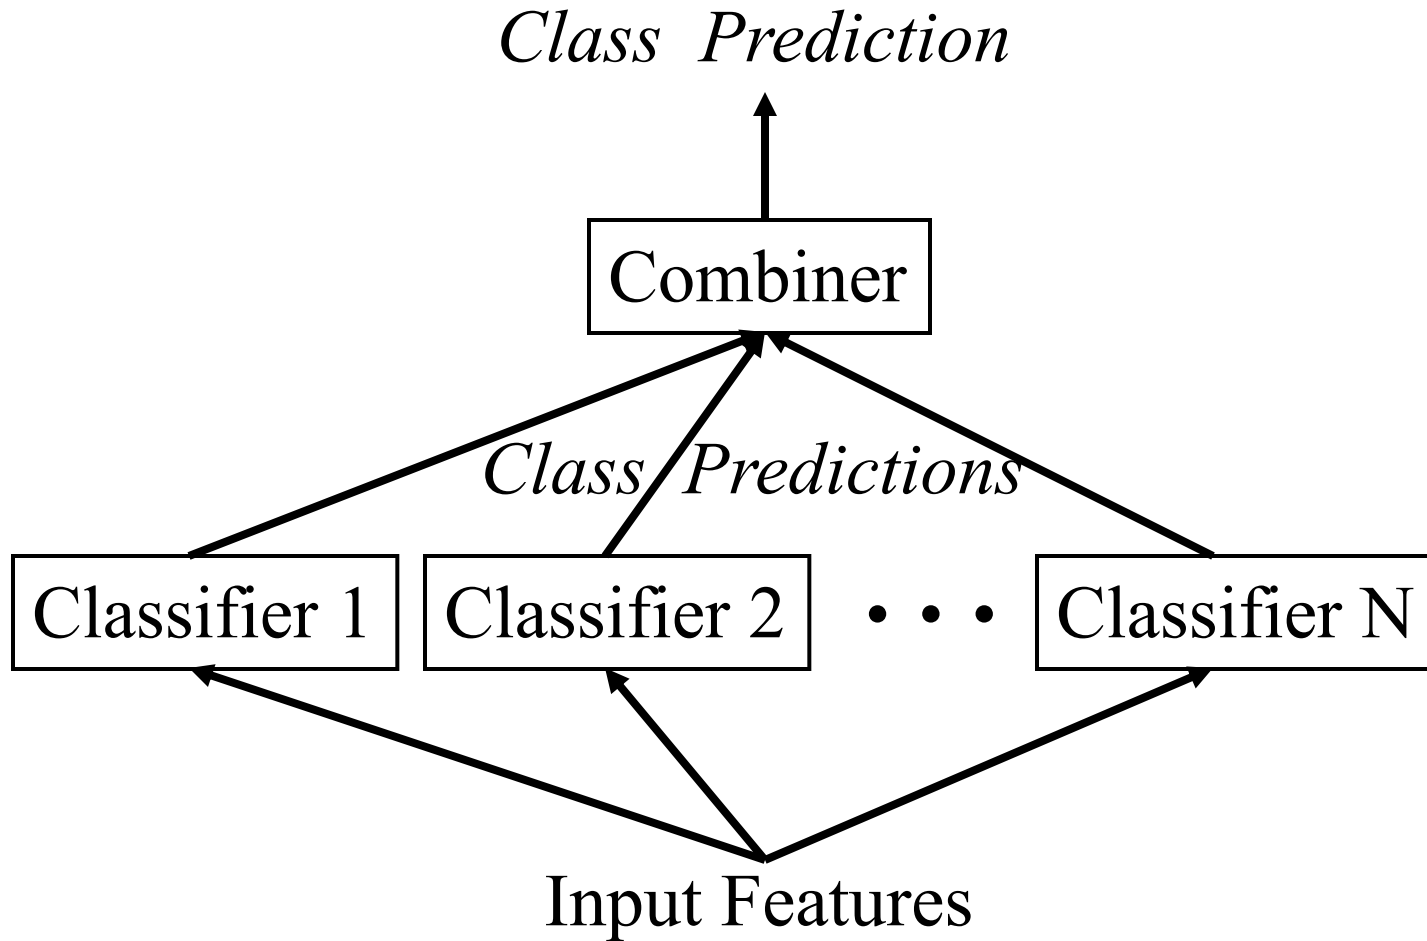 Class Prediction
Combiner
Class Predictions
Classifier 1 Classifier 2 • • • Classifier N
Input Features